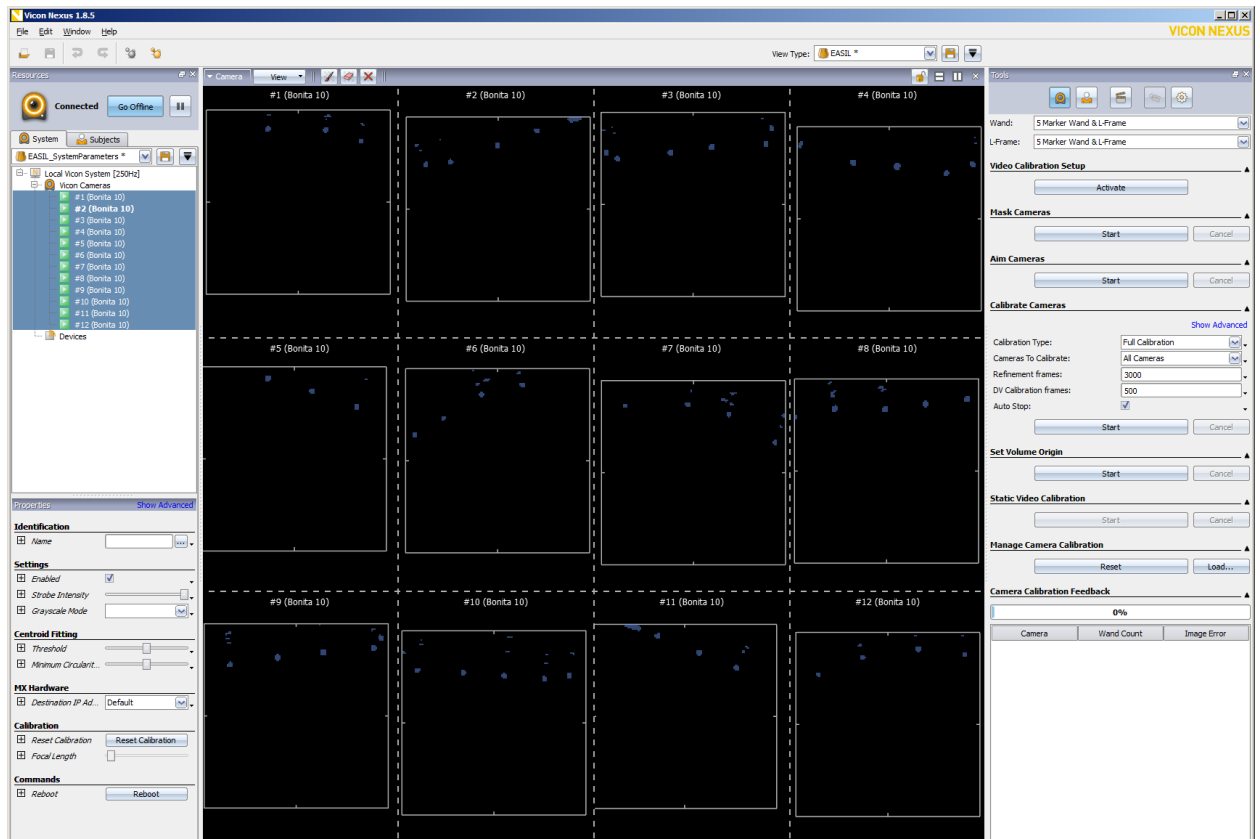 Vicon Nexus 1.8.5
File Edit Window Help
VICON NEXUS
View Type: EASIL *
Resources
Connected Go Offline
System Subjects
EASIL_SystemParameters *
Local Vicon System [250Hz]
Vicon Cameras
#1 (Bonita 10)
#2 (Bonita 10)
#3 (Bonita 10)
#4 (Bonita 10)
#5 (Bonita 10)
#6 (Bonita 10)
#7 (Bonita 10)
#8 (Bonita 10)
#9 (Bonita 10)
#10 (Bonita 10)
#11 (Bonita 10)
#12 (Bonita 10)
Devices
Properties Show Advanced
Identification
Name ...
Settings
Enabled
Strobe Intensity
Grayscale Mode
Centroid Fitting
Threshold
Minimum Circularit...
MX Hardware
Destination IP Ad... Default
Calibration
Reset Calibration Reset Calibration
Focal Length
Commands
Reboot Reboot
Camera View
#1 (Bonita 10) #2 (Bonita 10) #3 (Bonita 10) #4 (Bonita 10)
#5 (Bonita 10) #6 (Bonita 10) #7 (Bonita 10) #8 (Bonita 10)
#9 (Bonita 10) #10 (Bonita 10) #11 (Bonita 10) #12 (Bonita 10)
Tools
Wand: 5 Marker Wand & L-Frame
L-Frame: 5 Marker Wand & L-Frame
Video Calibration Setup
Activate
Mask Cameras
Start Cancel
Aim Cameras
Start Cancel
Calibrate Cameras
Show Advanced
Calibration Type: Full Calibration
Cameras To Calibrate: All Cameras
Refinement frames: 3000
DV Calibration frames: 500
Auto Stop:
Start Cancel
Set Volume Origin
Start Cancel
Static Video Calibration
Start Cancel
Manage Camera Calibration
Reset Load...
Camera Calibration Feedback
0%
Camera Wand Count Image Error